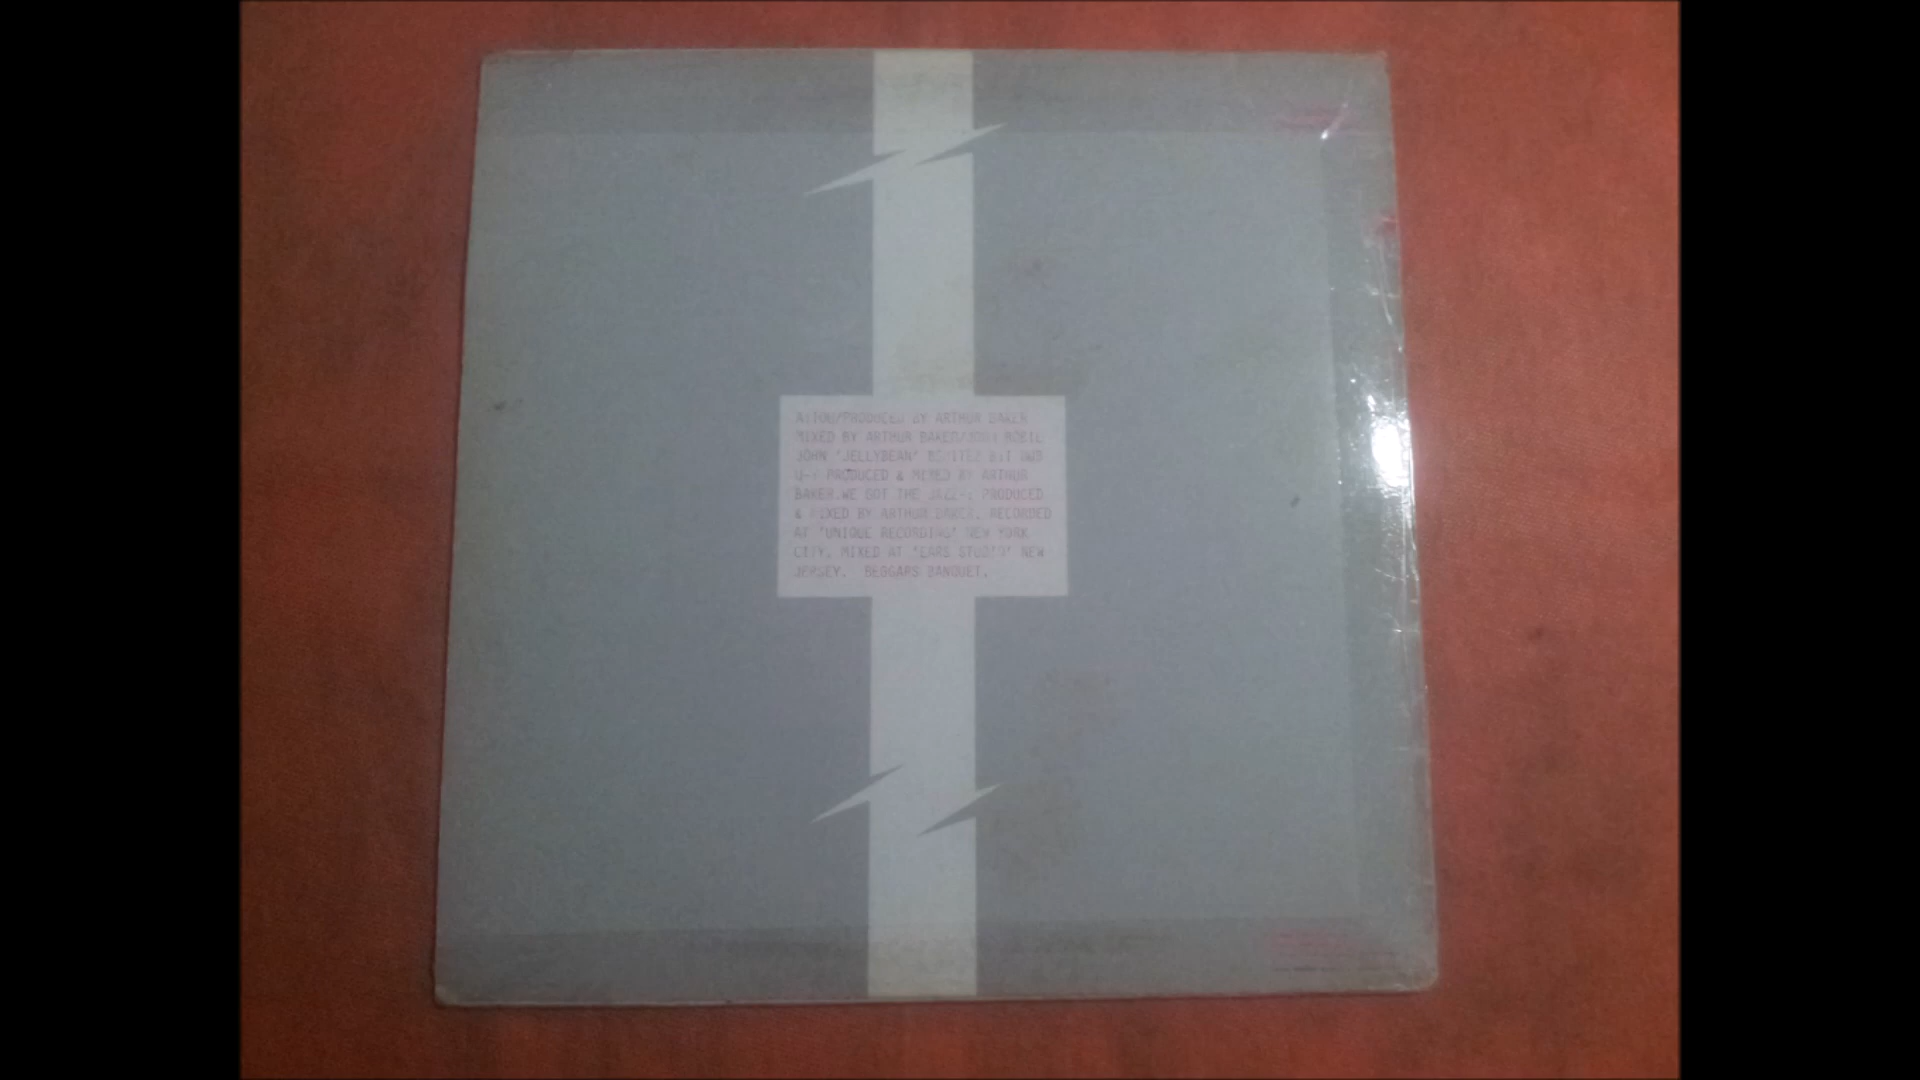 PRODUCED BY ARTHUR BAKER
MIXED BY ARTHUR BAKER/
JOHN 'JELLYBEAN'
PRODUCED & MIXED BY ARTHUR
BAKER.WE GOT THE JAZZ-: PRODUCED
& MIXED BY ARTHUR BAKER. RECORDED
AT 'UNIQUE RECORDING' NEW YORK
CITY. MIXED AT 'EARS STUDIO' NEW
JERSEY. BEGGARS BANQUET.